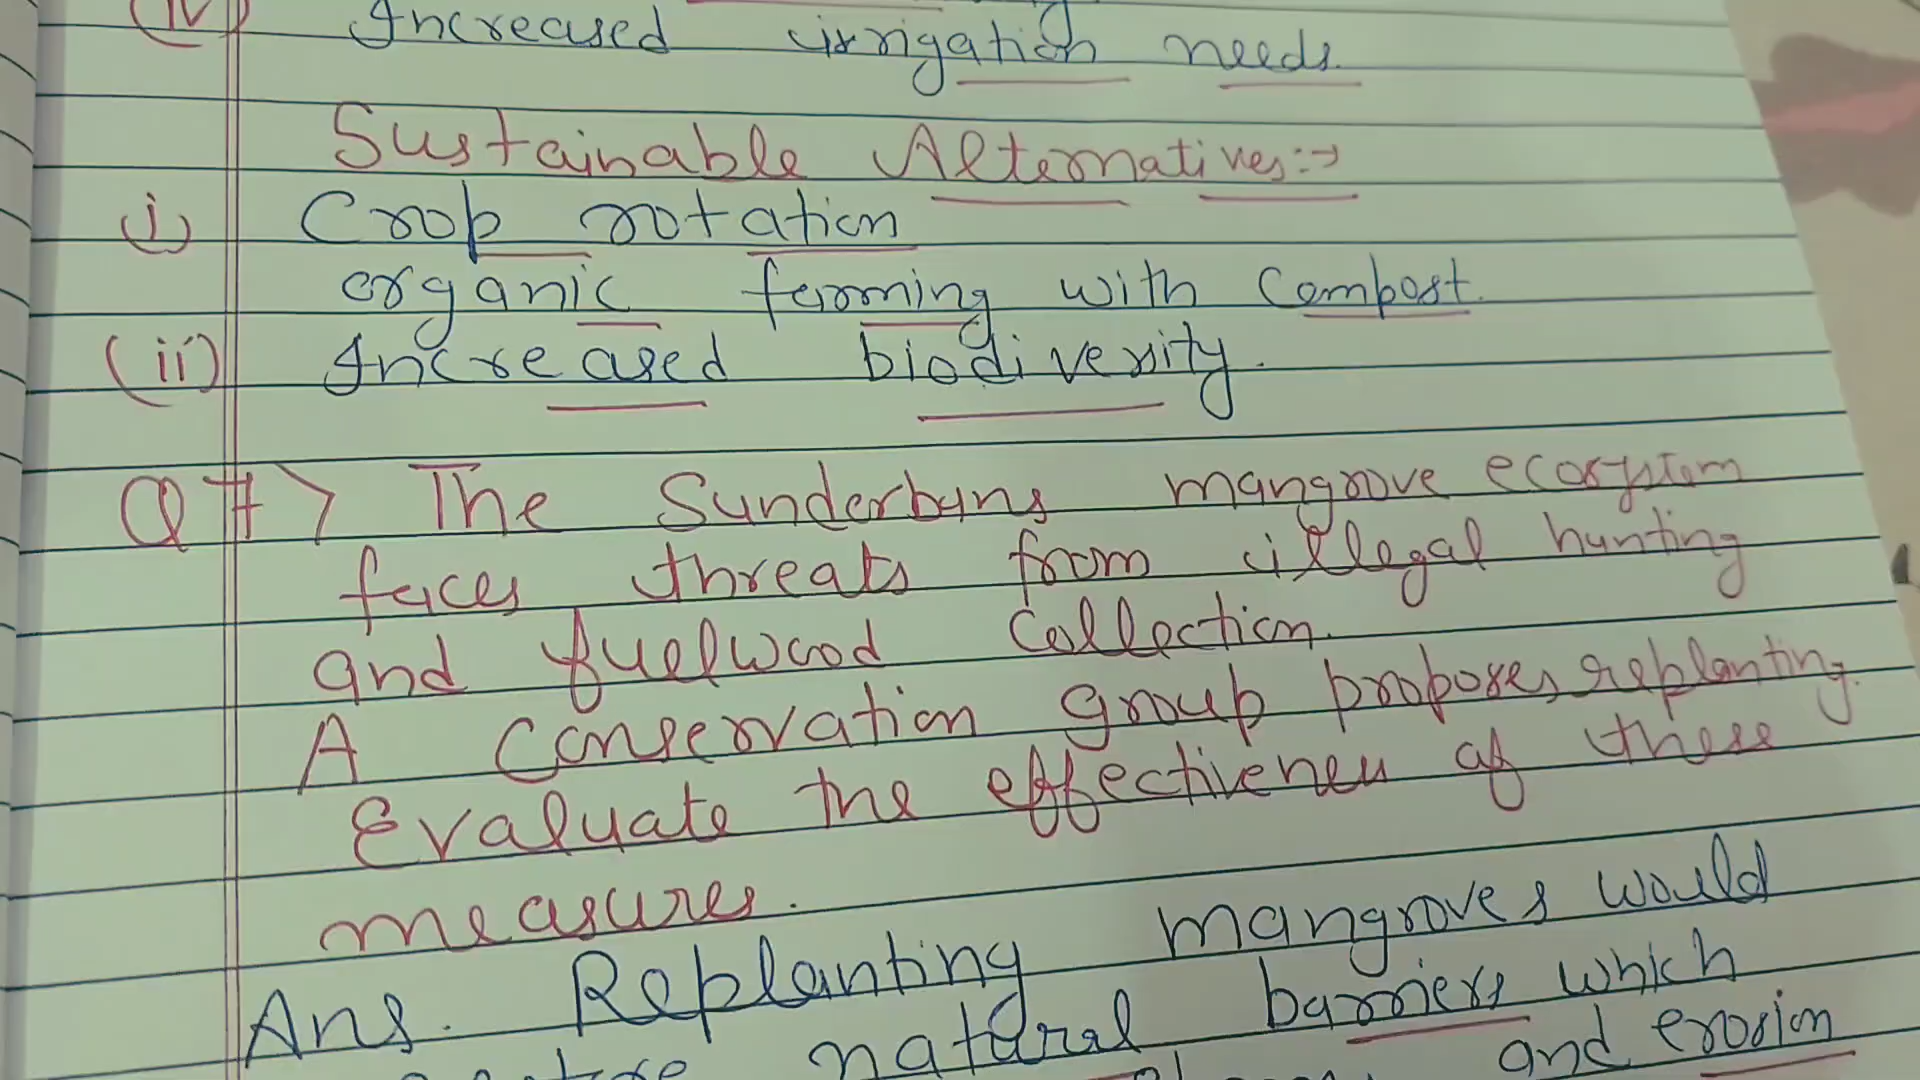 (iv) Increased irrigation needs.
Sustainable Alternatives:→
i) Crop rotation
organic farming with compost.
(ii) Increased biodiversity.
Q7> The Sunderbans mangrove ecosystem
faces threats from illegal hunting
and fuelwood collection.
A conservation group proposes replanting.
Evaluate the effectiveness of these
measures.
Ans. Replanting mangroves would
natural barriers which
and erosion